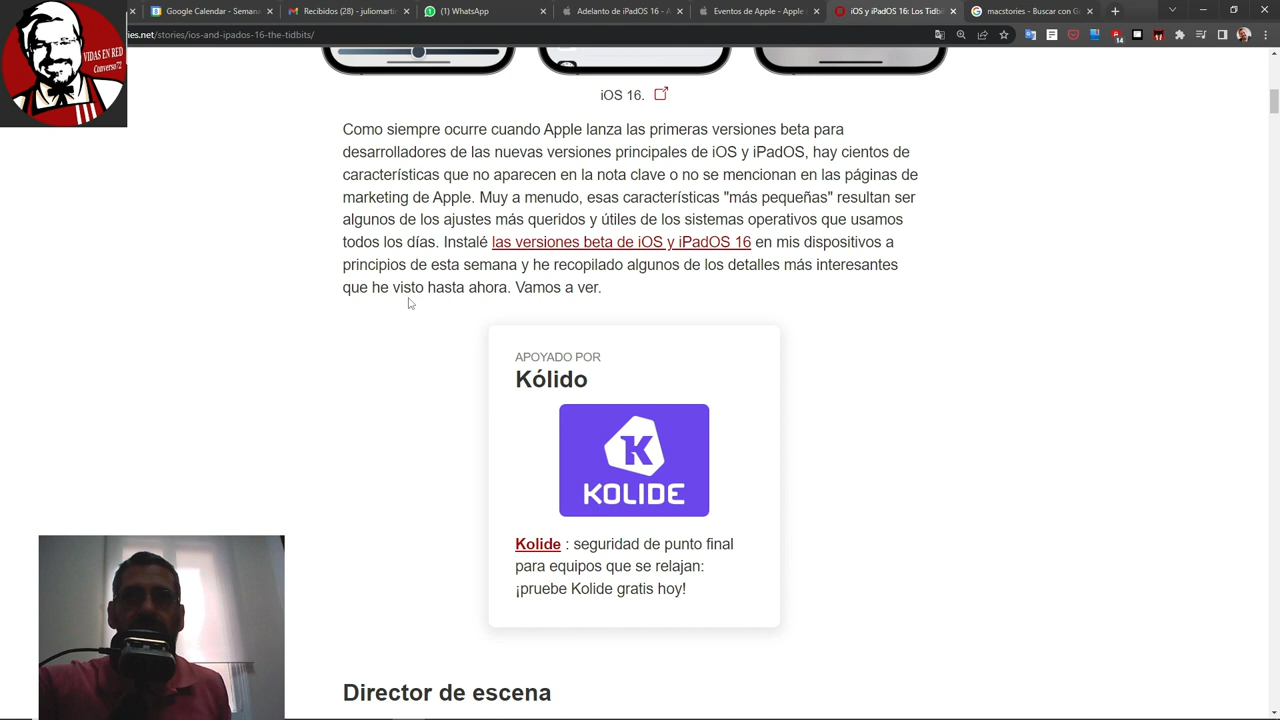 Google Calendar - Seman
Recibidos (28) - juliomartir
(1) WhatsApp
Adelanto de iPadOS 16 - A
Eventos de Apple - Apple (
iOS y iPadOS 16: Los Tidbit
macstories - Buscar con G
ies.net/stories/ios-and-ipados-16-the-tidbits/
14
VIDAS EN RED
Converso72
iOS 16.
Como siempre ocurre cuando Apple lanza las primeras versiones beta para
desarrolladores de las nuevas versiones principales de iOS y iPadOS, hay cientos de
características que no aparecen en la nota clave o no se mencionan en las páginas de
marketing de Apple. Muy a menudo, esas características "más pequeñas" resultan ser
algunos de los ajustes más queridos y útiles de los sistemas operativos que usamos
todos los días. Instalé las versiones beta de iOS y iPadOS 16 en mis dispositivos a
principios de esta semana y he recopilado algunos de los detalles más interesantes
que he visto hasta ahora. Vamos a ver.
APOYADO POR
Kólido
K
KOLIDE
Kolide : seguridad de punto final
para equipos que se relajan:
¡pruebe Kolide gratis hoy!
Director de escena